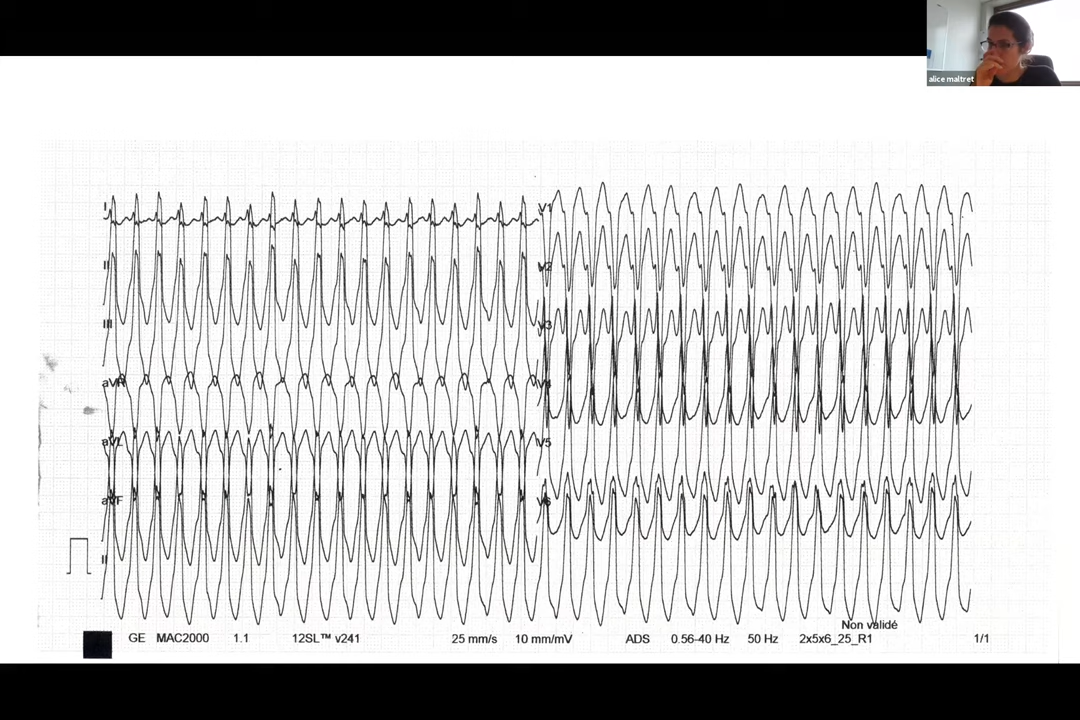 alice maltret
I
V1
II
V2
III
V3
aVR
V4
aVL
V5
aVF
V6
II
Non validé
GE MAC2000 1.1 12SL™ v241 25 mm/s 10 mm/mV ADS 0.56-40 Hz 50 Hz 2x5x6_25_R1 1/1